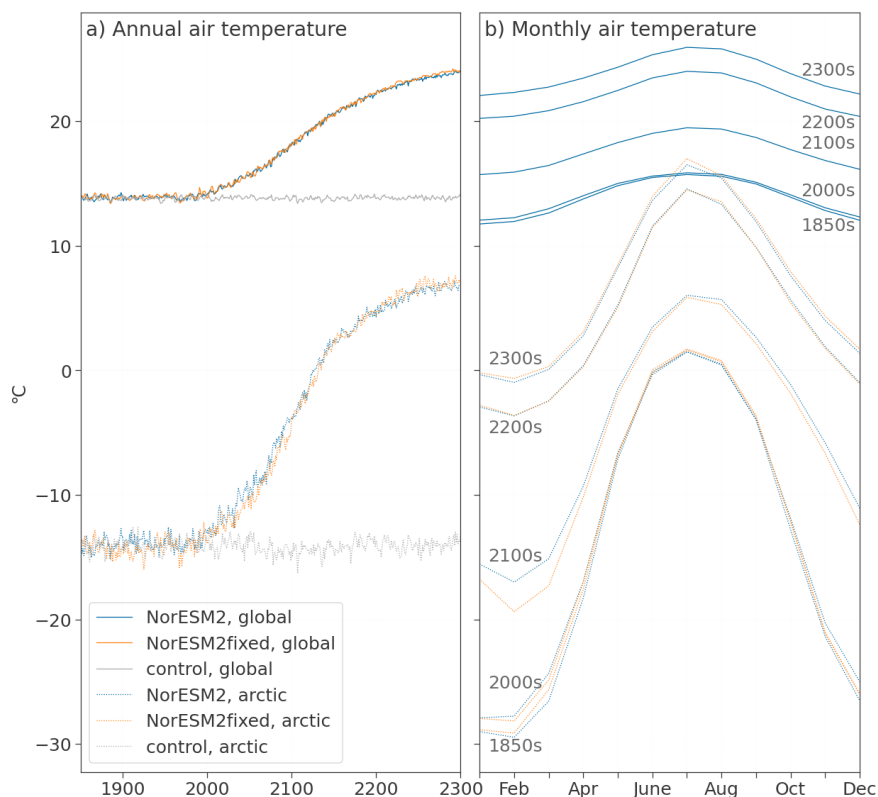 a) Annual air temperature
b) Monthly air temperature
°C
20
10
0
−10
−20
−30
NorESM2, global
NorESM2fixed, global
control, global
NorESM2, arctic
NorESM2fixed, arctic
control, arctic
1900
2000
2100
2200
2300
2300s
2200s
2100s
2000s
1850s
2300s
2200s
2100s
2000s
1850s
Feb
Apr
June
Aug
Oct
Dec